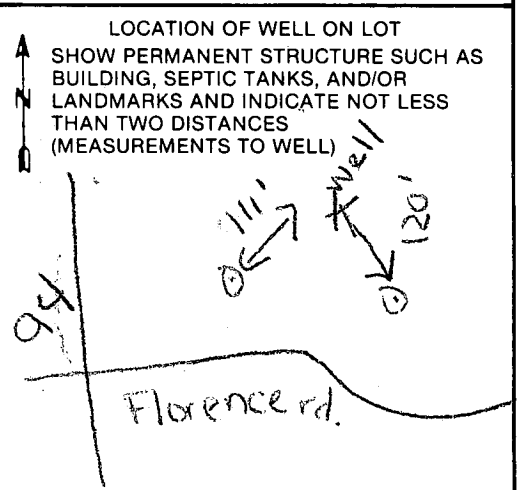 LOCATION OF WELL ON LOT
SHOW PERMANENT STRUCTURE SUCH AS
BUILDING, SEPTIC TANKS, AND/OR
N LANDMARKS AND INDICATE NOT LESS
THAN TWO DISTANCES
(MEASUREMENTS TO WELL)
Well
111'
120'
94
Florence rd.